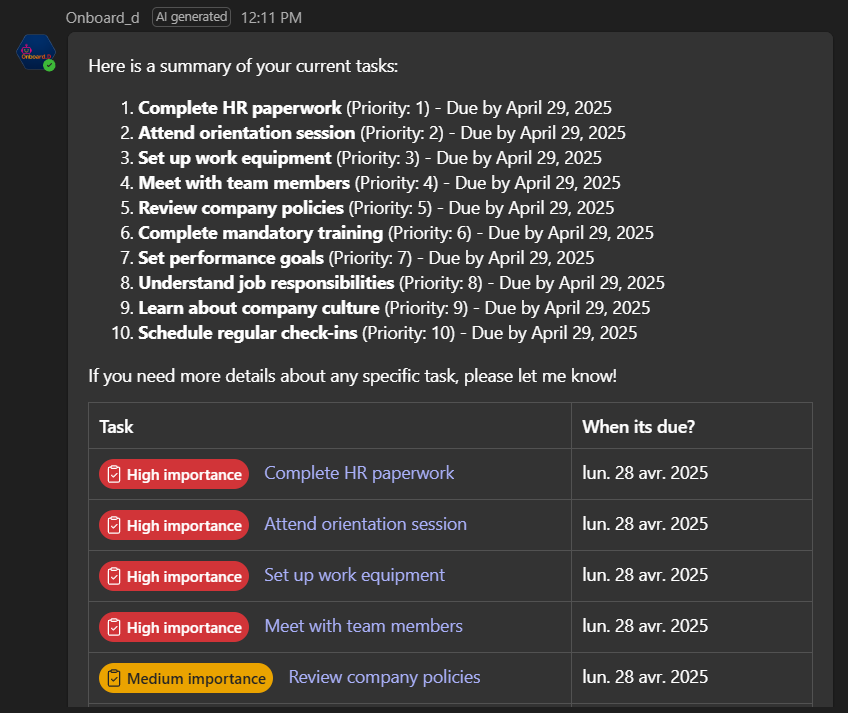 Onboard_d AI generated 12:11 PM
Onboard_D
Here is a summary of your current tasks:
1. Complete HR paperwork (Priority: 1) - Due by April 29, 2025
2. Attend orientation session (Priority: 2) - Due by April 29, 2025
3. Set up work equipment (Priority: 3) - Due by April 29, 2025
4. Meet with team members (Priority: 4) - Due by April 29, 2025
5. Review company policies (Priority: 5) - Due by April 29, 2025
6. Complete mandatory training (Priority: 6) - Due by April 29, 2025
7. Set performance goals (Priority: 7) - Due by April 29, 2025
8. Understand job responsibilities (Priority: 8) - Due by April 29, 2025
9. Learn about company culture (Priority: 9) - Due by April 29, 2025
10. Schedule regular check-ins (Priority: 10) - Due by April 29, 2025
If you need more details about any specific task, please let me know!
Task When its due?
High importance Complete HR paperwork lun. 28 avr. 2025
High importance Attend orientation session lun. 28 avr. 2025
High importance Set up work equipment lun. 28 avr. 2025
High importance Meet with team members lun. 28 avr. 2025
Medium importance Review company policies lun. 28 avr. 2025